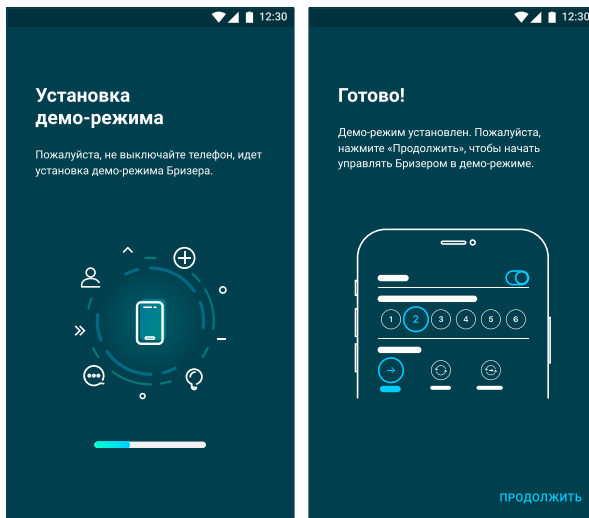 12:30
Установка
демо-режима
Пожалуйста, не выключайте телефон, идет
установка демо-режима Бризера.
12:30
Готово!
Демо-режим установлен. Пожалуйста,
нажмите «Продолжить», чтобы начать
управлять Бризером в демо-режиме.
1 2 3 4 5 6
ПРОДОЛЖИТЬ